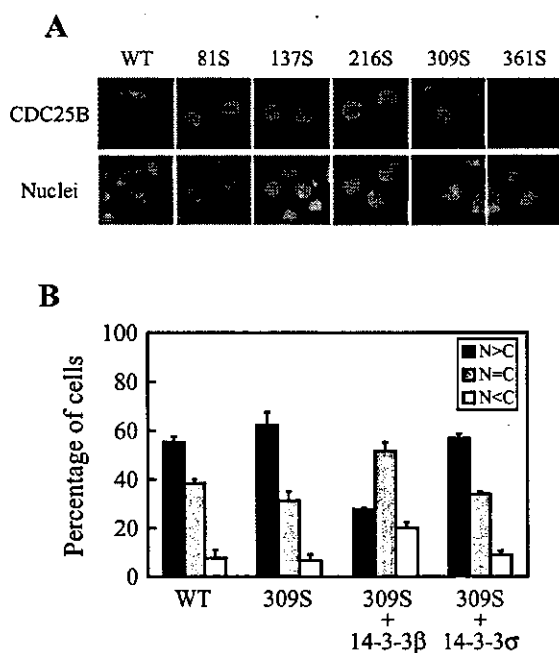 A
WT 81S 137S 216S 309S 361S
CDC25B
Nuclei
B
Percentage of cells
100
80
60
40
20
0
N>C
N=C
N<C
WT 309S 309S 309S
+ +
14-3-3β 14-3-3σ